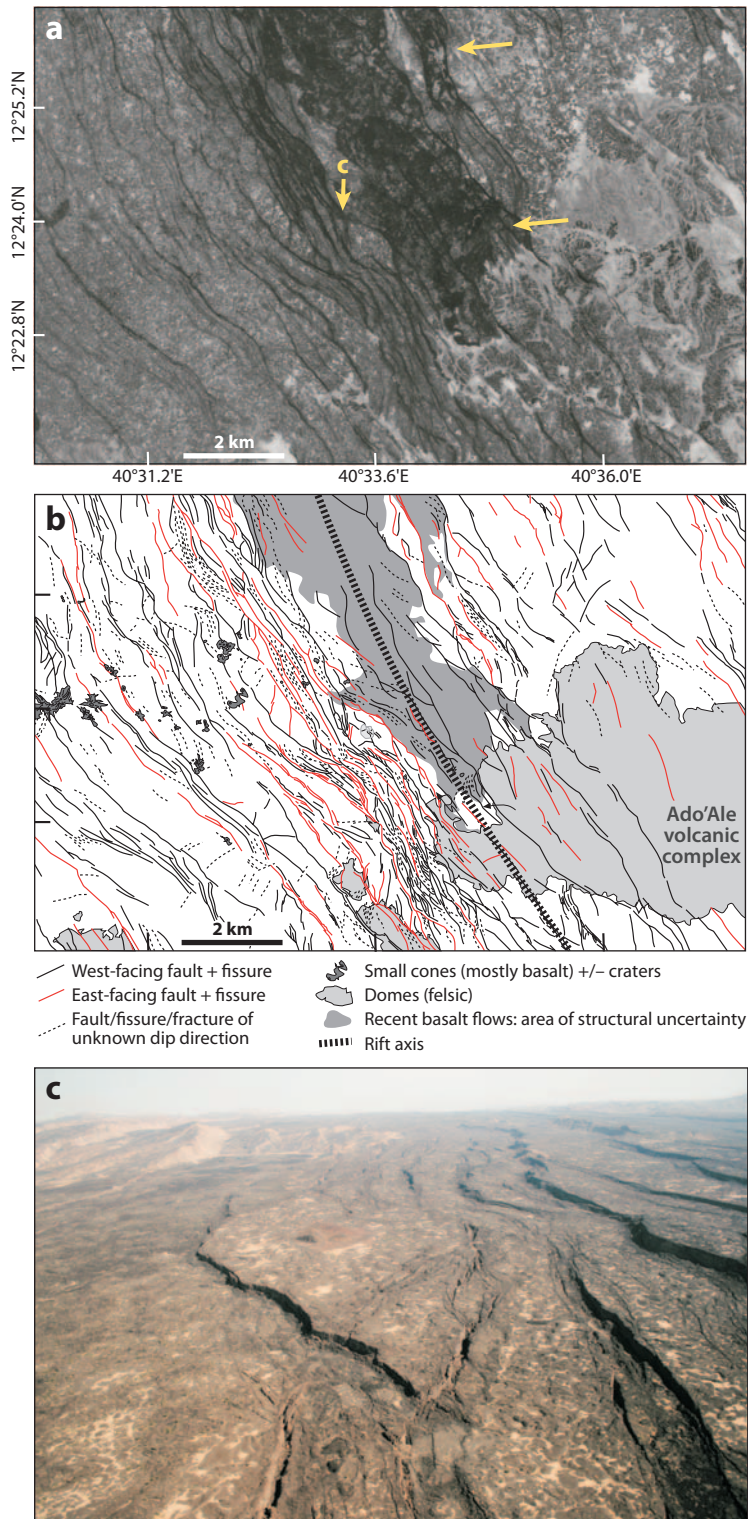 a
12°25.2'N
c
12°24.0'N
12°22.8'N
2 km
40°31.2'E
40°33.6'E
40°36.0'E
b
Ado'Ale
volcanic
complex
2 km
West-facing fault + fissure
East-facing fault + fissure
Fault/fissure/fracture of
unknown dip direction
Small cones (mostly basalt) +/– craters
Domes (felsic)
Recent basalt flows: area of structural uncertainty
Rift axis
c